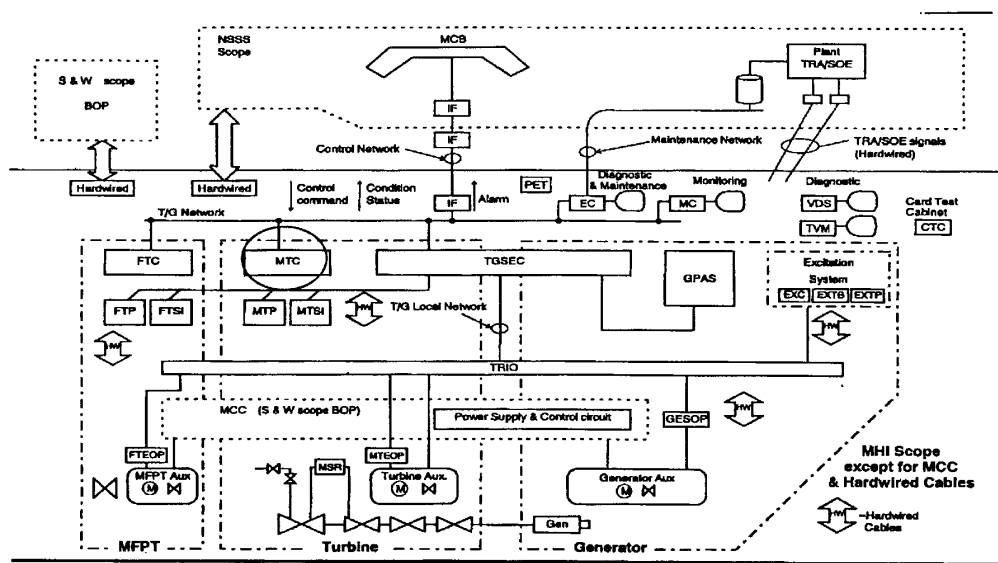 NSSS
Scope
MCB
Plant
TRA/SOE
S & W scope
BOP
IF
IF
Control Network
Maintenance Network
TRA/SOE signals
(Hardwired)
Hardwired
Hardwired
Control
command
Condition
Status
IF
Alarm
PET
Diagnostic
& Maintenance
EC
Monitoring
MC
Diagnostic
VDS
TVM
Card Test
Cabinet
CTC
T/G Network
FTC
MTC
TGSEC
GPAS
Excitation
System
EXC
EXTS
EXTP
FTP
FTSI
MTP
MTSI
HW
T/G Local Network
HW
HW
TRIO
MCC (S & W scope BOP)
Power Supply & Control circuit
GESOP
HW
FTEOP
MFPT Aux
M
MSR
MTEOP
Turbine Aux.
M
Generator Aux
M
Gen
MHI Scope
except for MCC
& Hardwired Cables
HW
Hardwired
Cables
MFPT
Turbine
Generator